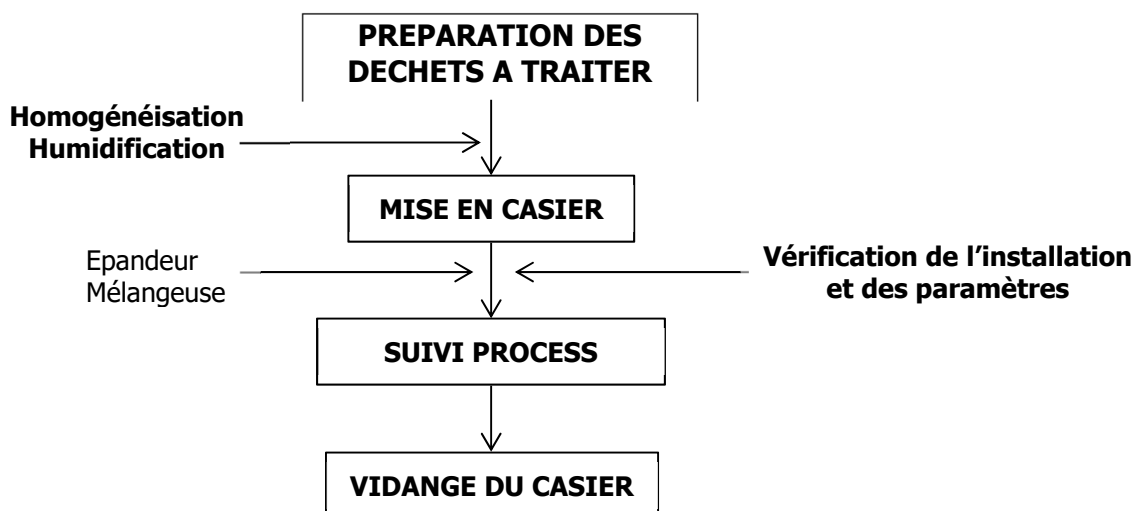 PREPARATION DES
DECHETS A TRAITER
Homogénéisation
Humidification
MISE EN CASIER
Epandeur
Mélangeuse
Vérification de l’installation
et des paramètres
SUIVI PROCESS
VIDANGE DU CASIER